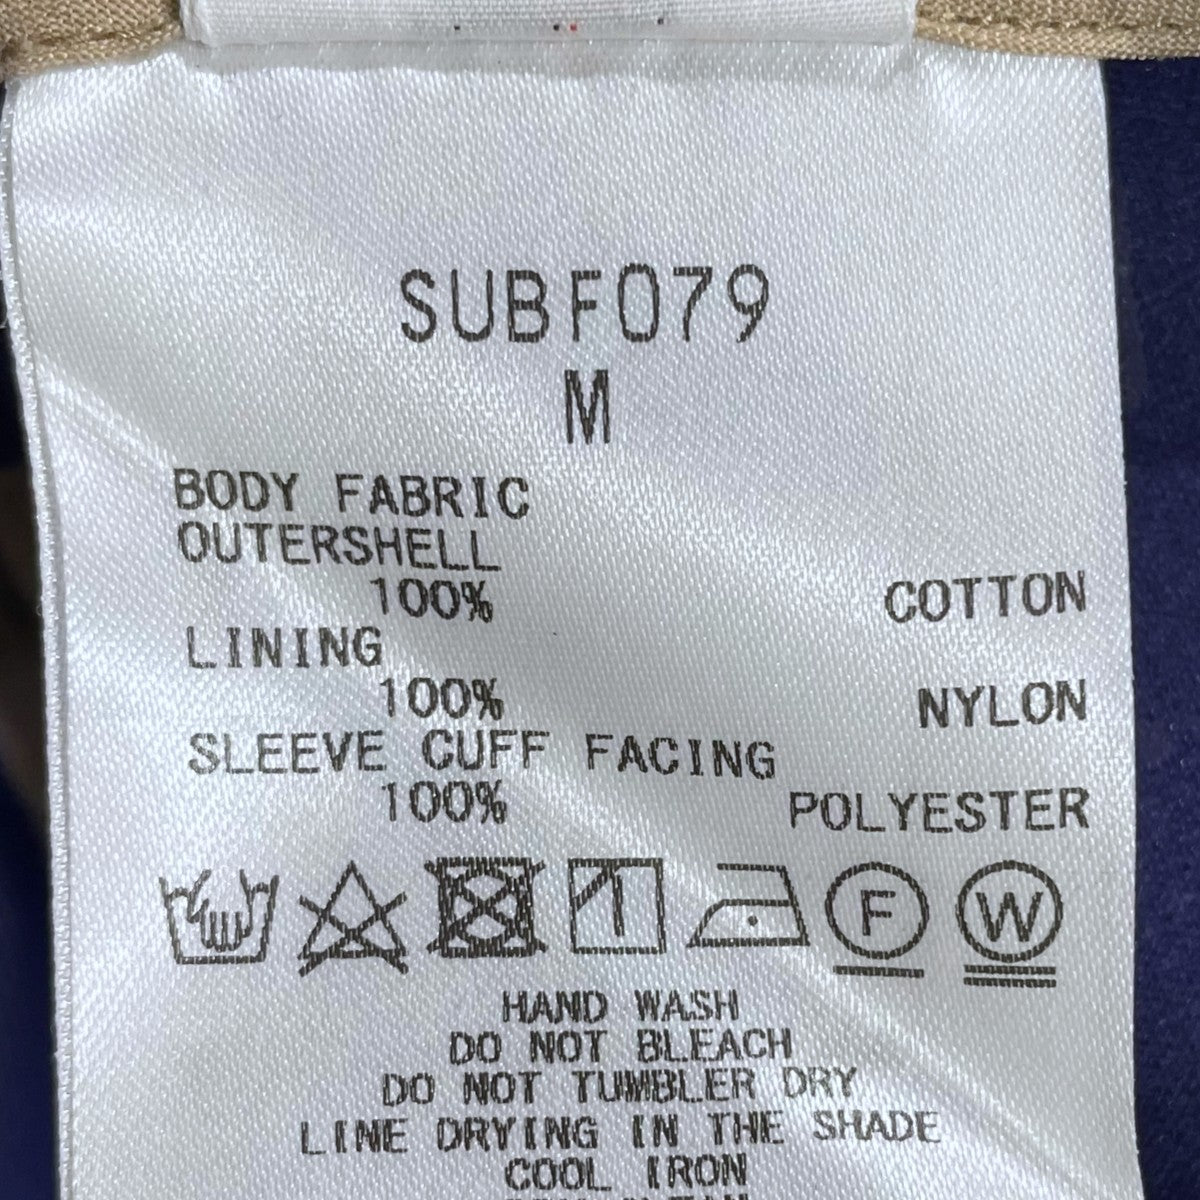 SUBF079
M
BODY FABRIC
OUTERSHELL
100% COTTON
LINING
100% NYLON
SLEEVE CUFF FACING
100% POLYESTER
F W
HAND WASH
DO NOT BLEACH
DO NOT TUMBLER DRY
LINE DRYING IN THE SHADE
COOL IRON